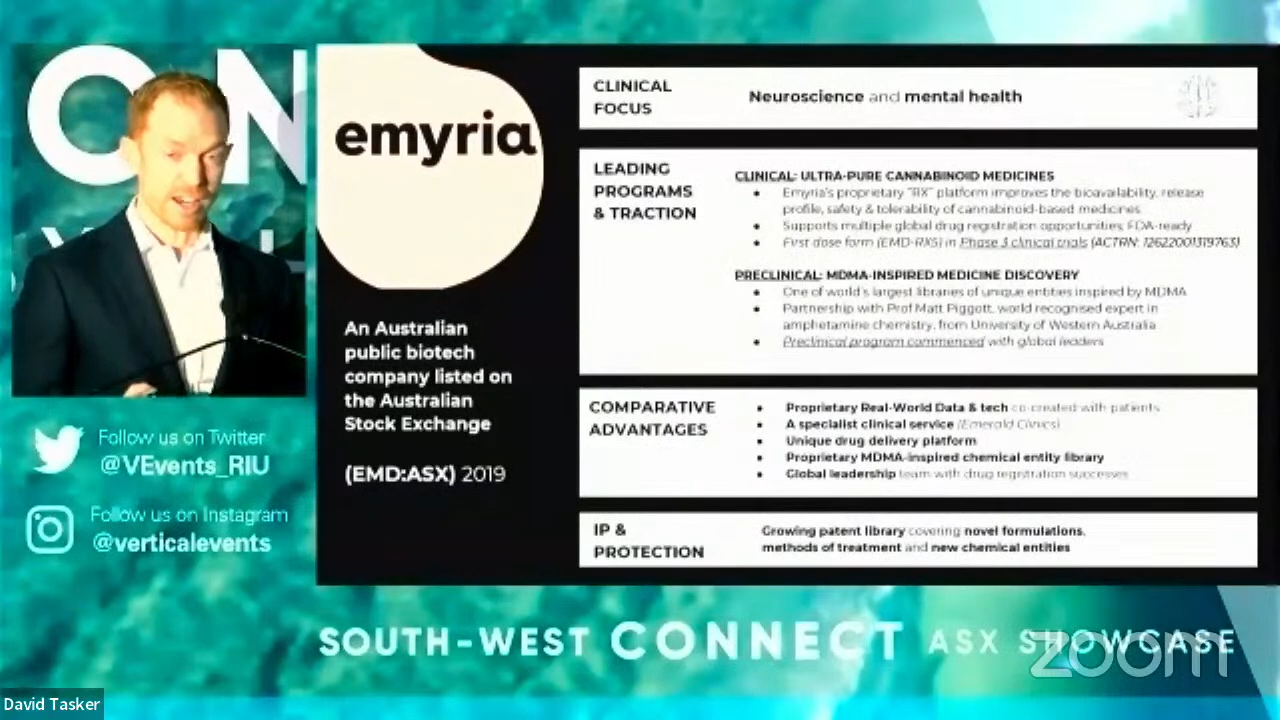 ON
Follow us on Twitter
@VEvents_RIU
Follow us on Instagram
@verticalevents
David Tasker
emyria
An Australian
public biotech
company listed on
the Australian
Stock Exchange
(EMD:ASX) 2019
CLINICAL
FOCUS
Neuroscience and mental health
LEADING
PROGRAMS
& TRACTION
CLINICAL: ULTRA-PURE CANNABINOID MEDICINES
• Emyria's proprietary "RX" platform improves the bioavailability, release
profile, safety & tolerability of cannabinoid-based medicines
• Supports multiple global drug registration opportunities; FDA-ready
• First dose form (EMD-RX5) in Phase 3 clinical trials (ACTRN: 12622001319763)
PRECLINICAL: MDMA-INSPIRED MEDICINE DISCOVERY
• One of world's largest libraries of unique entities inspired by MDMA
• Partnership with Prof Matt Piggott, world recognised expert in
amphetamine chemistry, from University of Western Australia
• Preclinical program commenced with global leaders
COMPARATIVE
ADVANTAGES
• Proprietary Real-World Data & tech co-created with patients
• A specialist clinical service (Emerald Clinics)
• Unique drug delivery platform
• Proprietary MDMA-inspired chemical entity library
• Global leadership team with drug registration successes
IP &
PROTECTION
Growing patent library covering novel formulations,
methods of treatment and new chemical entities
SOUTH-WEST CONNECT ASX SHOWCASE
zoom